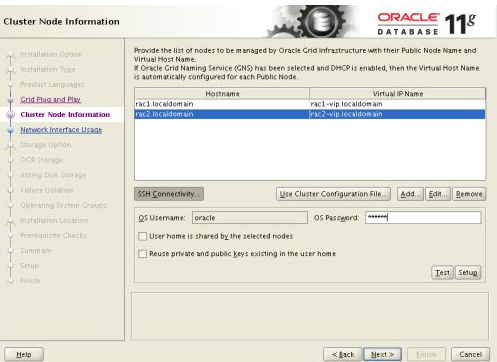 Cluster Node Information
ORACLE
DATABASE
11g
Installation Option
Installation Type
Product Languages
Grid Plug and Play
Cluster Node Information
Network Interface Usage
Storage Option
OCR Storage
Voting Disk Storage
Failure Isolation
Operating System Groups
Installation Location
Prerequisite Checks
Summary
Setup
Finish
Provide the list of nodes to be managed by Oracle Grid Infrastructure with their Public Node Name and
Virtual Host Name.
If Oracle Grid Naming Service (GNS) has been selected and DHCP is enabled, then the Virtual Host Name
is automatically configured for each Public Node.
Hostname Virtual IP Name
rac1.localdomain rac1-vip.localdomain
rac2.localdomain rac2-vip.localdomain
SSH Connectivity... Use Cluster Configuration File... Add... Edit... Remove
OS Username: oracle OS Password: ******
User home is shared by the selected nodes
Reuse private and public keys existing in the user home
Test Setup
Help < Back Next > Finish Cancel